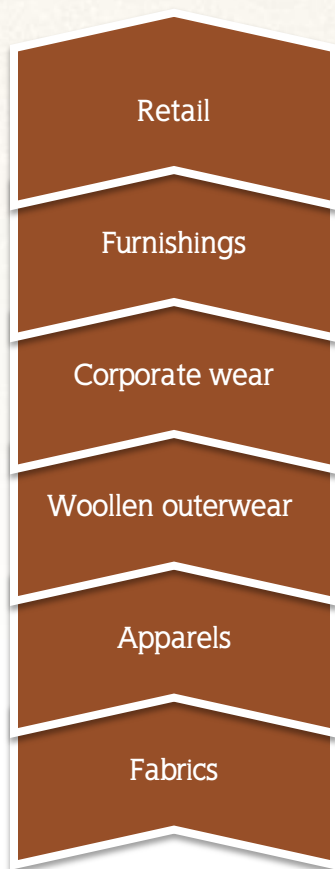 Retail
Furnishings
Corporate wear
Woollen outerwear
Apparels
Fabrics